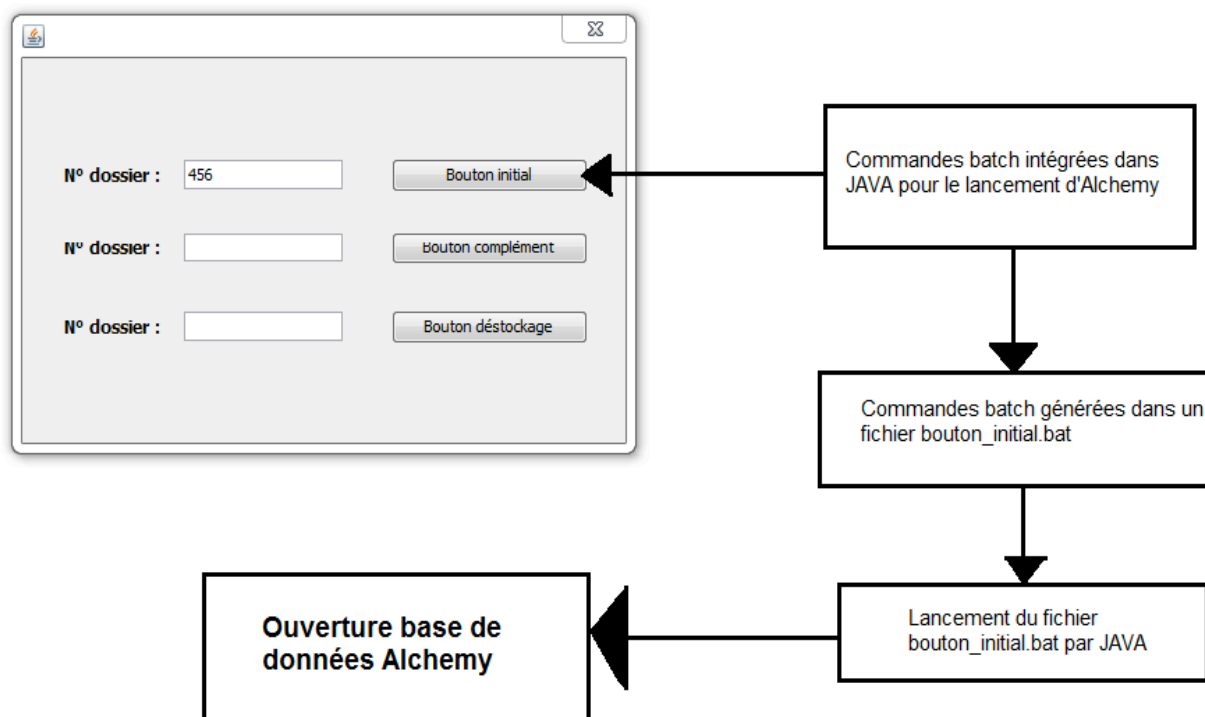 N° dossier :
456
Bouton initial
N° dossier :
Bouton complément
N° dossier :
Bouton déstockage
Commandes batch intégrées dans
JAVA pour le lancement d'Alchemy
Commandes batch générées dans un
fichier bouton_initial.bat
Lancement du fichier
bouton_initial.bat par JAVA
Ouverture base de
données Alchemy